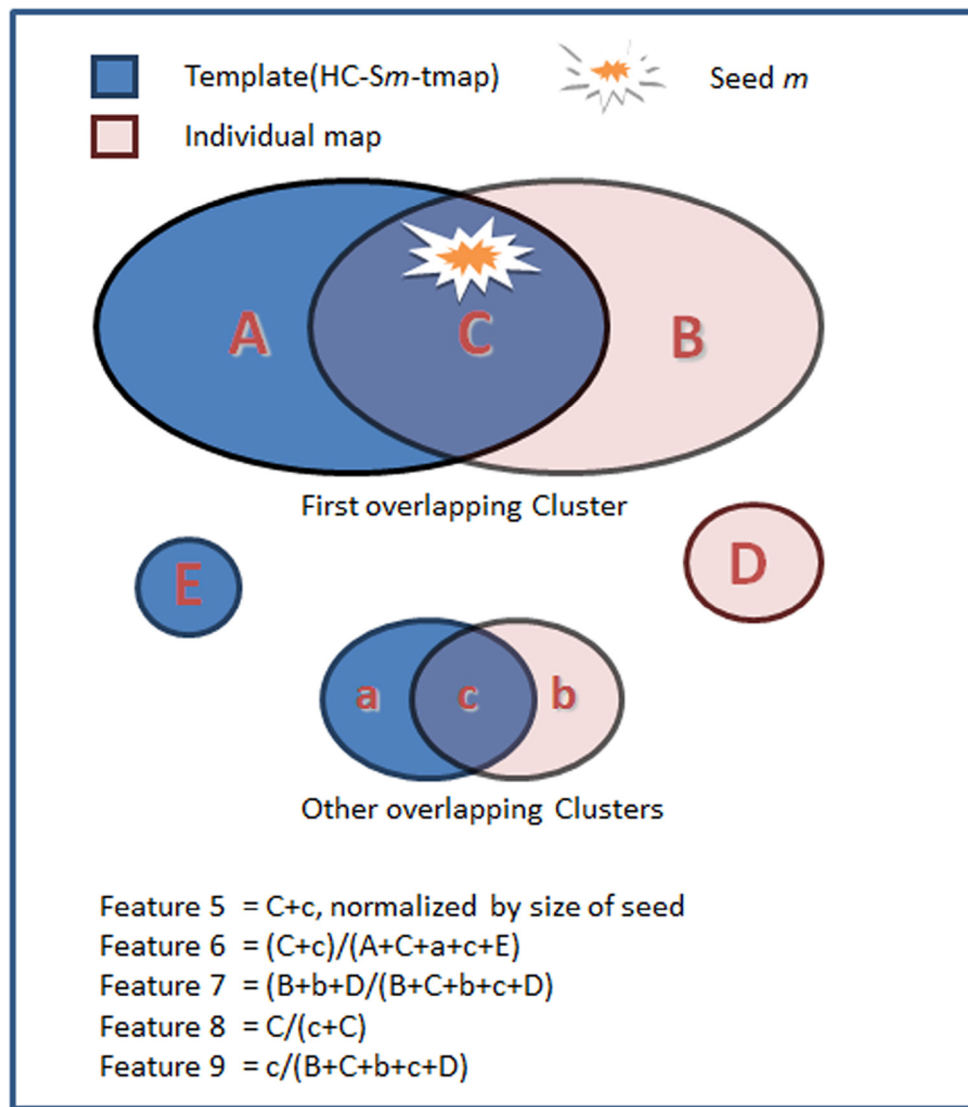 Template(HC-Sm-tmap)
Seed m
Individual map
A
C
B
First overlapping Cluster
E
D
a
c
b
Other overlapping Clusters
Feature 5 = C+c, normalized by size of seed
Feature 6 = (C+c)/(A+C+a+c+E)
Feature 7 = (B+b+D/(B+C+b+c+D)
Feature 8 = C/(c+C)
Feature 9 = c/(B+C+b+c+D)